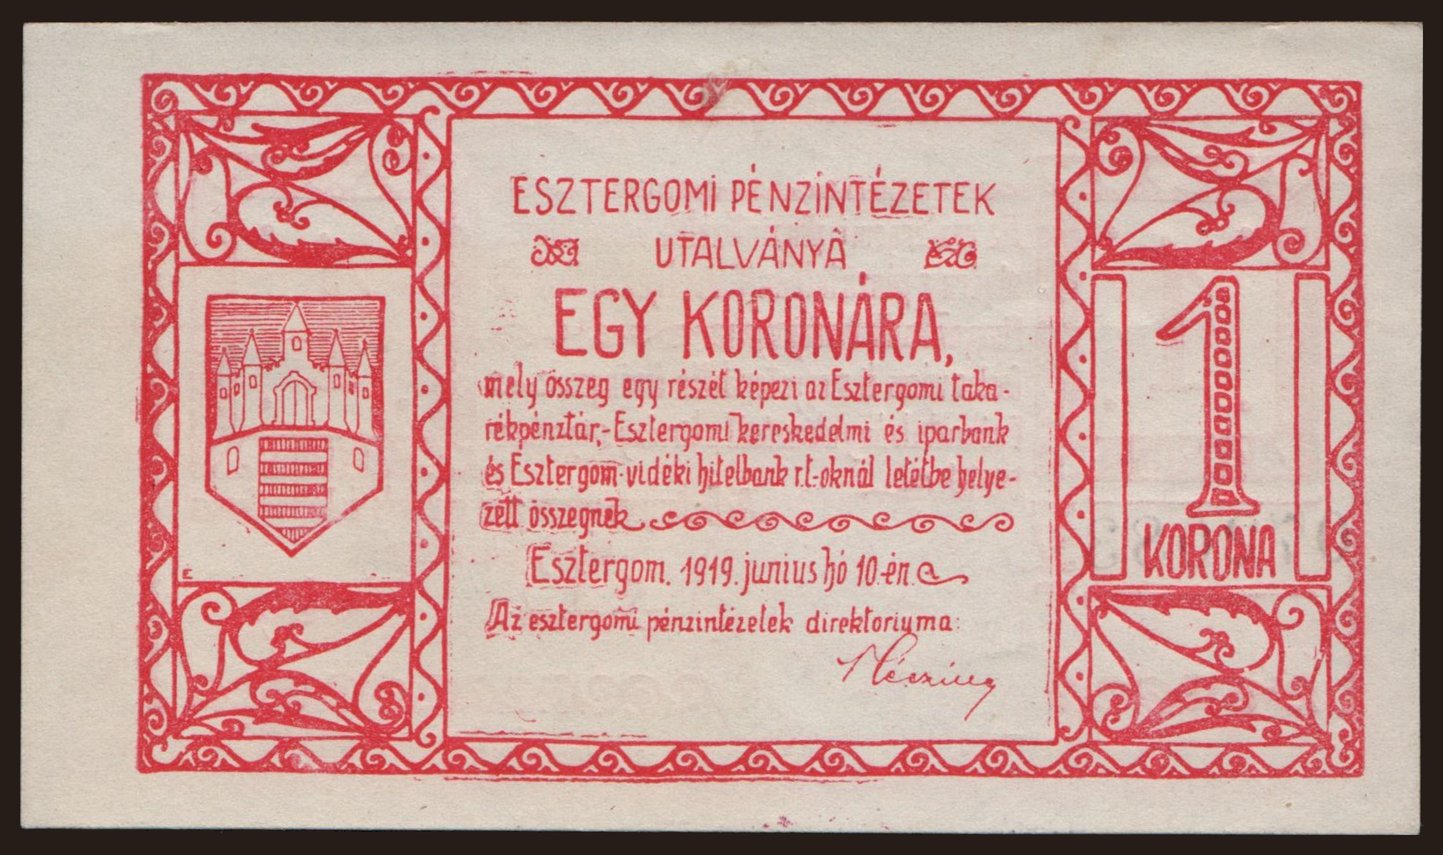 ESZTERGOMI PÉNZINTÉZETEK
UTALVÁNYA
EGY KORONÁRA,
mely összeg egy részét képezi az Esztergomi taka-
rékpénztár,-Esztergomi kereskedelmi és iparbank
és Esztergom-vidéki hitelbank r.t.-oknál letétbe helye-
zett összegnek
Esztergom. 1919. junius hó 10.-én.
Az esztergomi pénzintézetek direktoriuma:
1
KORONA
E